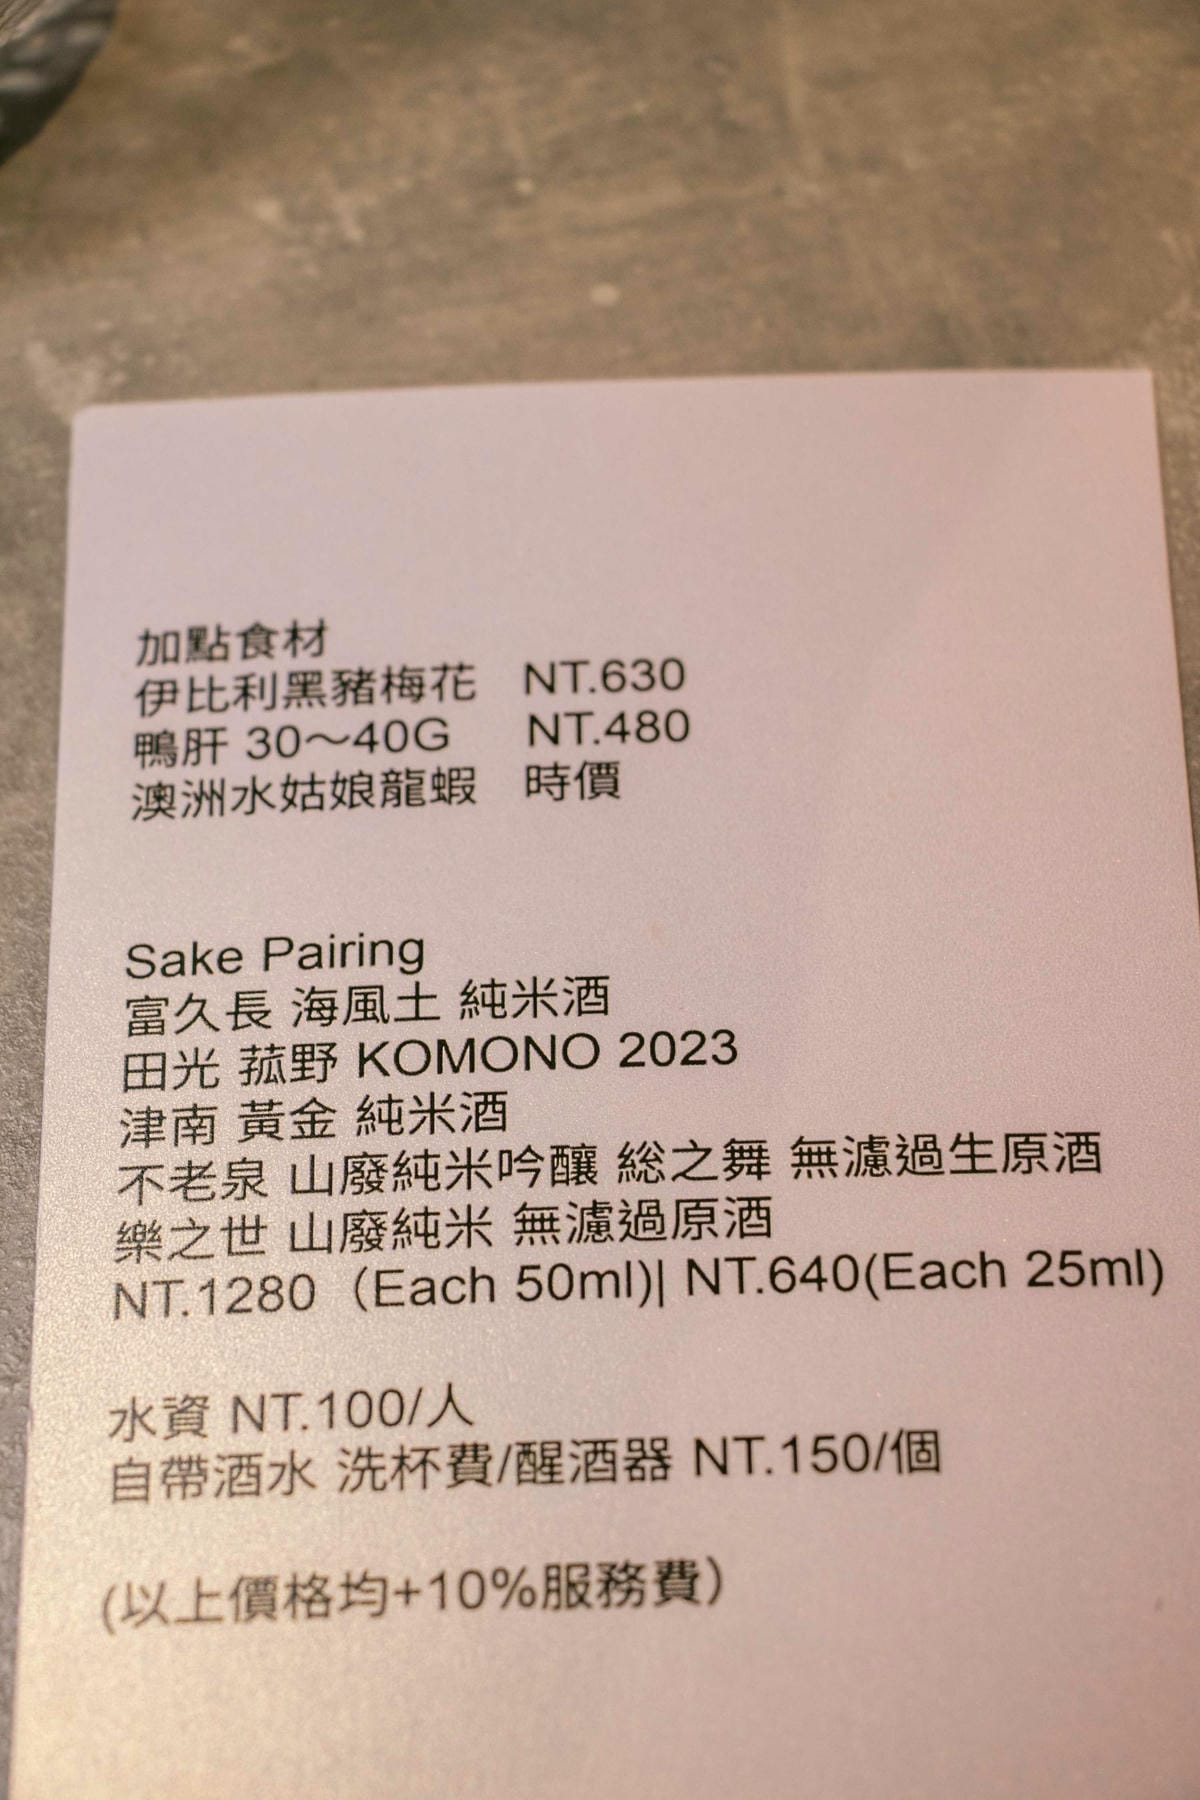 加點食材
伊比利黑豬梅花 NT.630
鴨肝 30～40G NT.480
澳洲水姑娘龍蝦 時價
Sake Pairing
富久長 海風土 純米酒
田光 菰野 KOMONO 2023
津南 黃金 純米酒
不老泉 山廢純米吟釀 総之舞 無濾過生原酒
樂之世 山廢純米 無濾過原酒
NT.1280（Each 50ml)| NT.640(Each 25ml)
水資 NT.100/人
自帶酒水 洗杯費/醒酒器 NT.150/個
(以上價格均+10%服務費）